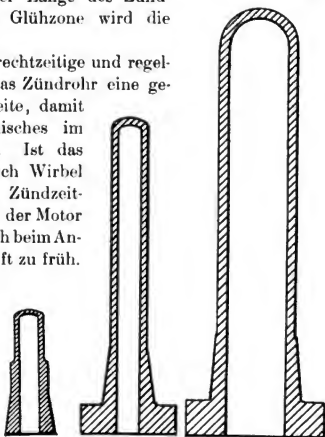 Glühzone wird die
rechtzeitige und regel-
as Zündrohr eine ge-
eite, damit
isches im
Ist das
ch Wirbel
Zündzeit-
der Motor
h beim An-
ft zu früh.